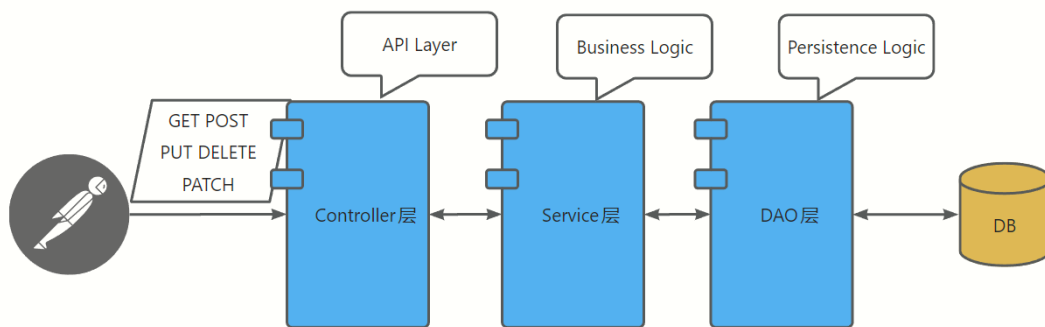 API Layer
Business Logic
Persistence Logic
GET POST
PUT DELETE
PATCH
Controller层
Service层
DAO层
DB